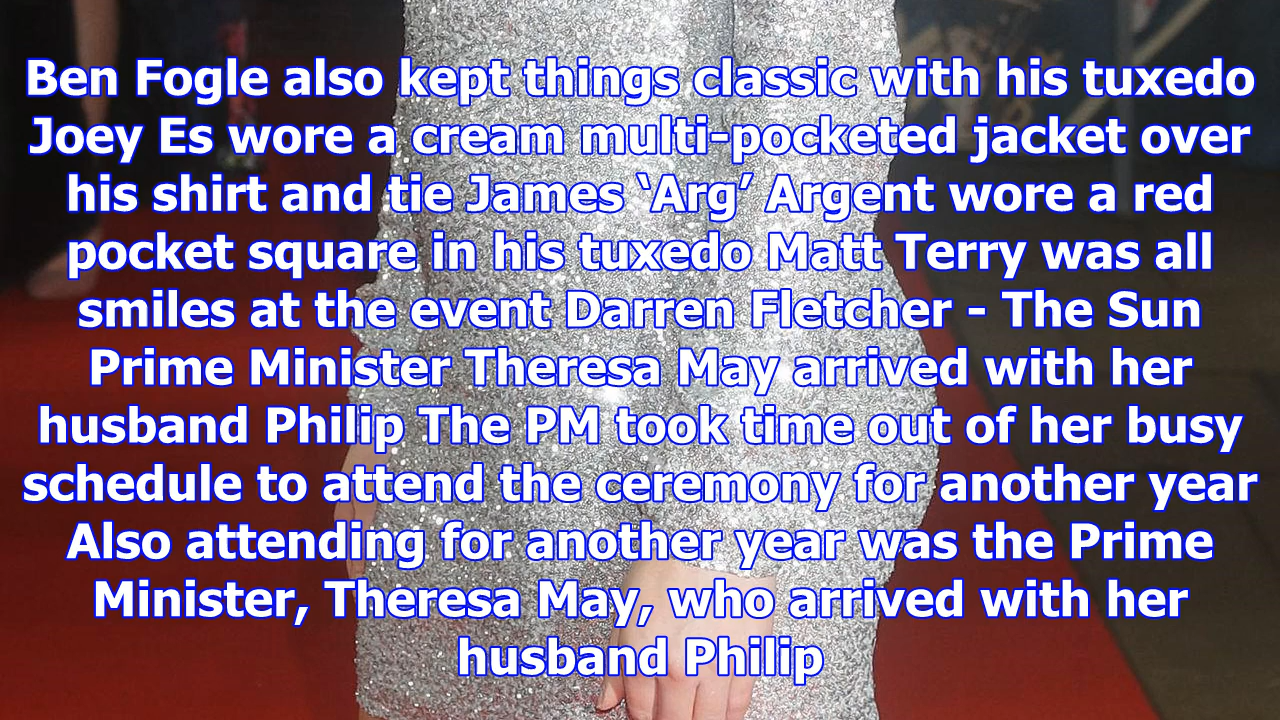 Ben Fogle also kept things classic with his tuxedo
Joey Es wore a cream multi-pocketed jacket over
his shirt and tie James ‘Arg’ Argent wore a red
pocket square in his tuxedo Matt Terry was all
smiles at the event Darren Fletcher - The Sun
Prime Minister Theresa May arrived with her
husband Philip The PM took time out of her busy
schedule to attend the ceremony for another year
Also attending for another year was the Prime
Minister, Theresa May, who arrived with her
husband Philip